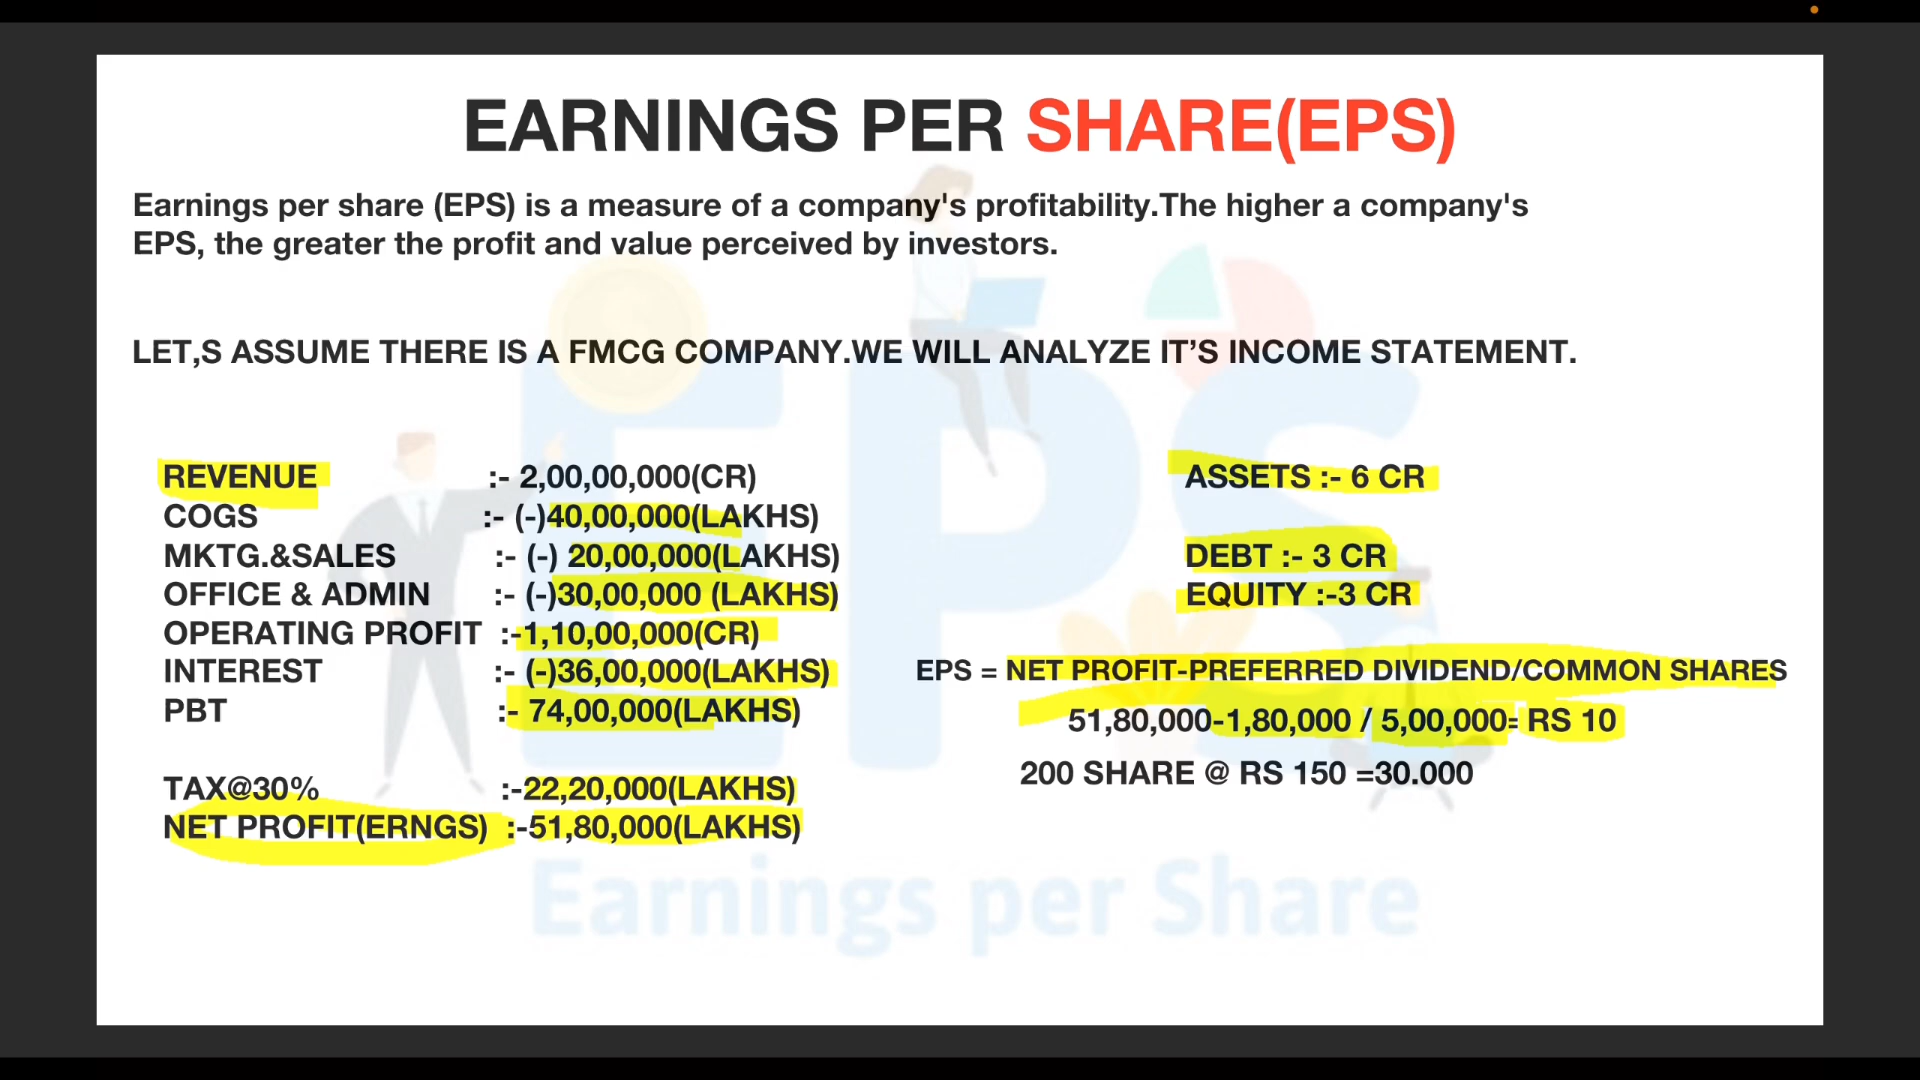 EARNINGS PER SHARE(EPS)
Earnings per share (EPS) is a measure of a company's profitability.The higher a company's
EPS, the greater the profit and value perceived by investors.
LET,S ASSUME THERE IS A FMCG COMPANY.WE WILL ANALYZE IT'S INCOME STATEMENT.
REVENUE :- 2,00,00,000(CR)
COGS :- (-)40,00,000(LAKHS)
MKTG.&SALES :- (-) 20,00,000(LAKHS)
OFFICE & ADMIN :- (-)30,00,000 (LAKHS)
OPERATING PROFIT :-1,10,00,000(CR)
INTEREST :- (-)36,00,000(LAKHS)
PBT :- 74,00,000(LAKHS)
TAX@30% :-22,20,000(LAKHS)
NET PROFIT(ERNGS) :-51,80,000(LAKHS)
ASSETS :- 6 CR
DEBT :- 3 CR
EQUITY :-3 CR
EPS = NET PROFIT-PREFERRED DIVIDEND/COMMON SHARES
51,80,000-1,80,000 / 5,00,000= RS 10
200 SHARE @ RS 150 =30.000
EPS
Earnings per Share